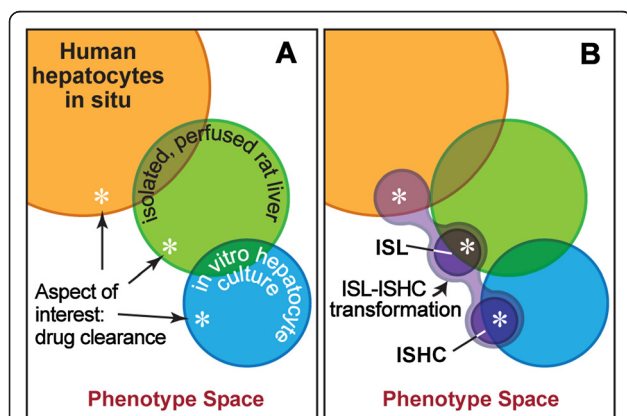 A
Human
hepatocytes
in situ
isolated, perfused rat liver
in vitro hepatocyte
culture
*
*
*
Aspect of
interest:
drug clearance
Phenotype Space
B
*
*
*
ISL
ISL-ISHC
transformation
ISHC
Phenotype Space